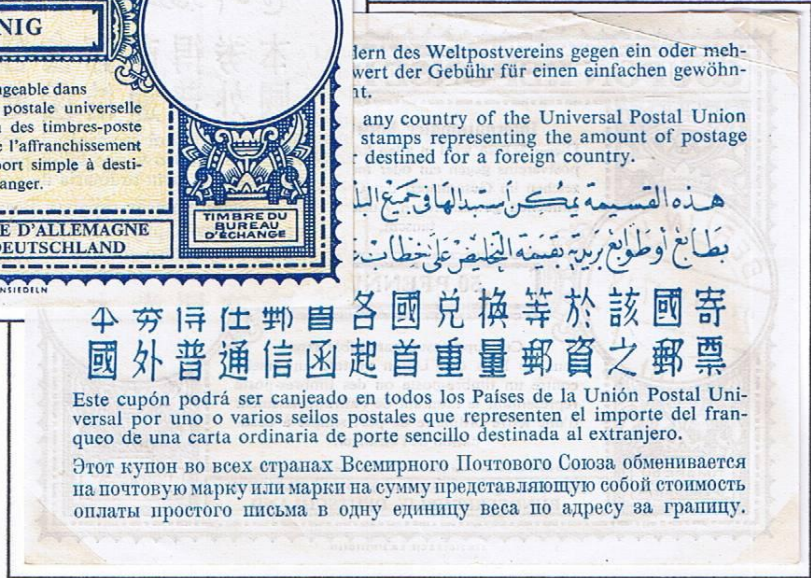 NIG
geable dans
postale universelle
des timbres-poste
l'affranchissement
port simple à desti-
anger.
TIMBRE DU
BUREAU
D'ÉCHANGE
E D'ALLEMAGNE
DEUTSCHLAND
NSIEDELN
dern des Weltpostvereins gegen ein oder meh-
wert der Gebühr für einen einfachen gewöhn-
ht.
any country of the Universal Postal Union
stamps representing the amount of postage
destined for a foreign country.
هذه القسيمة يمكن أستبدالها في جميع
بطابع أو طوابع بريدية بقيمة التخليص على
各國兌換等於該國寄
國外普通信函起首重量郵資之郵票
Este cupón podrá ser canjeado en todos los Países de la Unión Postal Uni-
versal por uno o varios sellos postales que representen el importe del fran-
queo de una carta ordinaria de porte sencillo destinada al extranjero.
Этот купон во всех странах Всемирного Почтового Союза обменивается
на почтовую марку или марки на сумму представляющую собой стоимость
оплаты простого письма в одну единицу веса по адресу за границу.